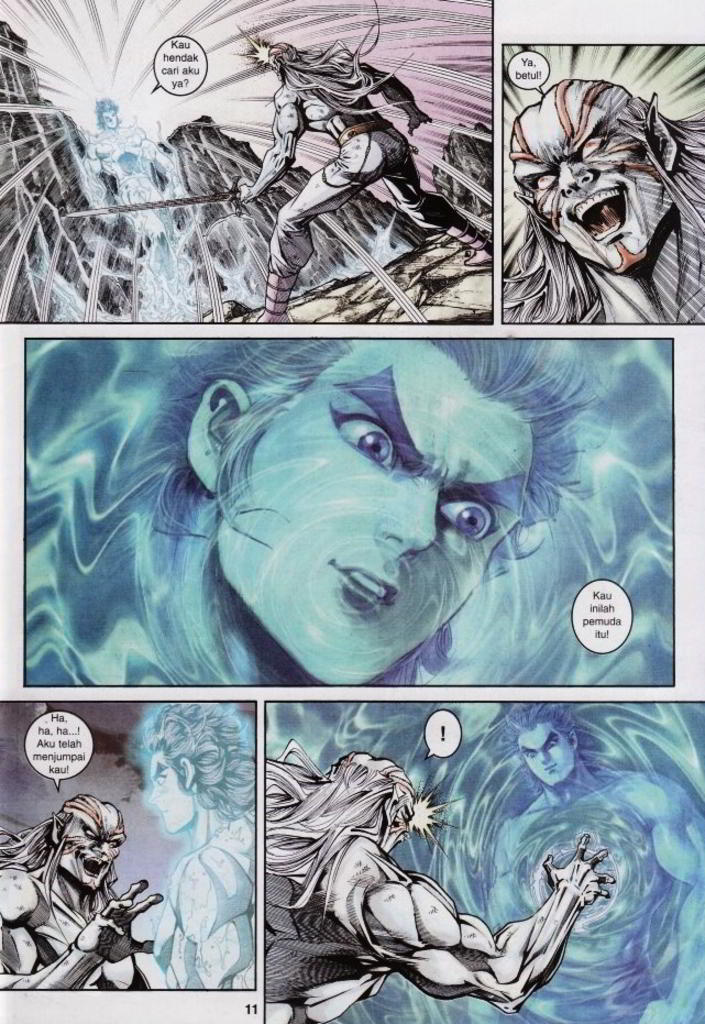 Kau
hendak
cari aku
ya?
Ya,
betul!
Kau
inilah
pemuda
itu!
Ha,
ha, ha...!
Aku telah
menjumpai
kau!
!
11